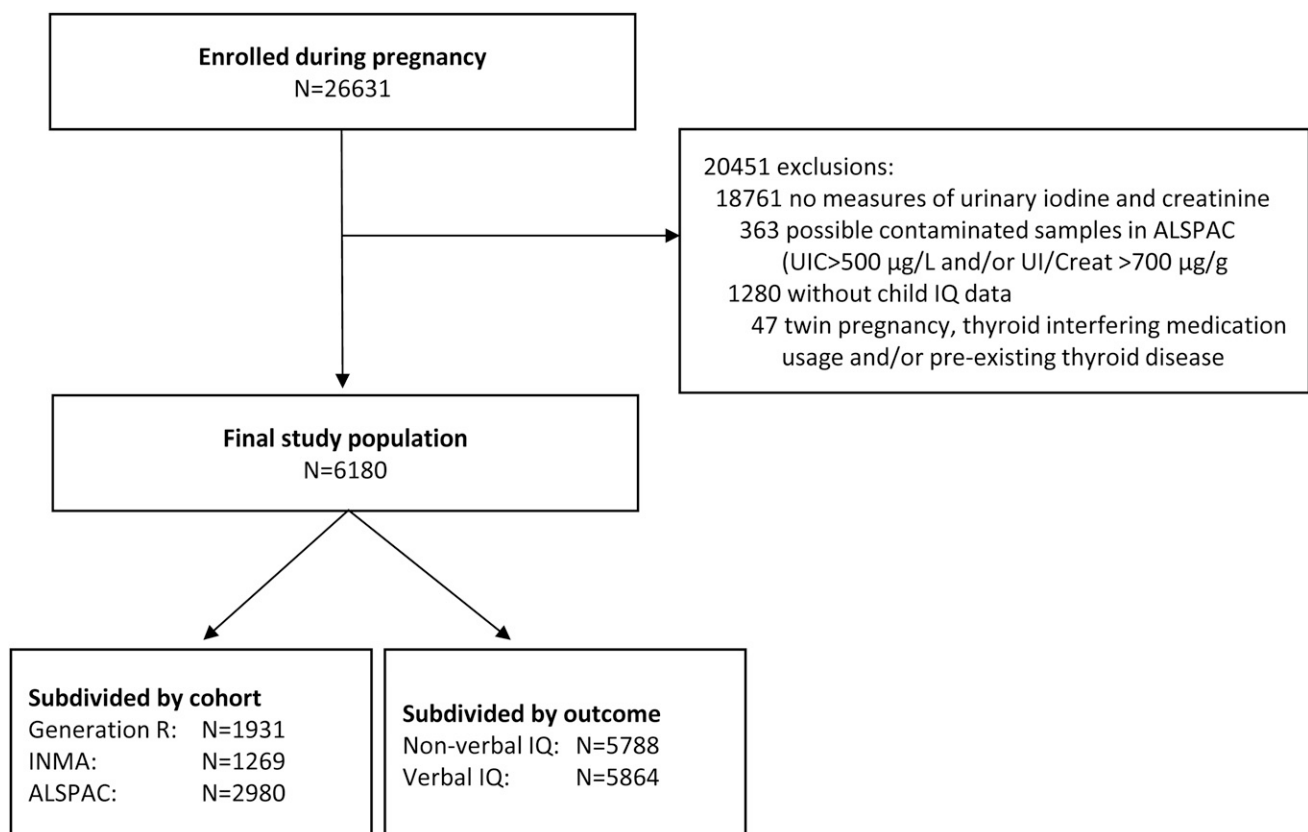 Enrolled during pregnancy
N=26631
20451 exclusions:
18761 no measures of urinary iodine and creatinine
363 possible contaminated samples in ALSPAC
(UIC>500 µg/L and/or UI/Creat >700 µg/g
1280 without child IQ data
47 twin pregnancy, thyroid interfering medication
usage and/or pre-existing thyroid disease
Final study population
N=6180
Subdivided by cohort
Generation R: N=1931
INMA: N=1269
ALSPAC: N=2980
Subdivided by outcome
Non-verbal IQ: N=5788
Verbal IQ: N=5864